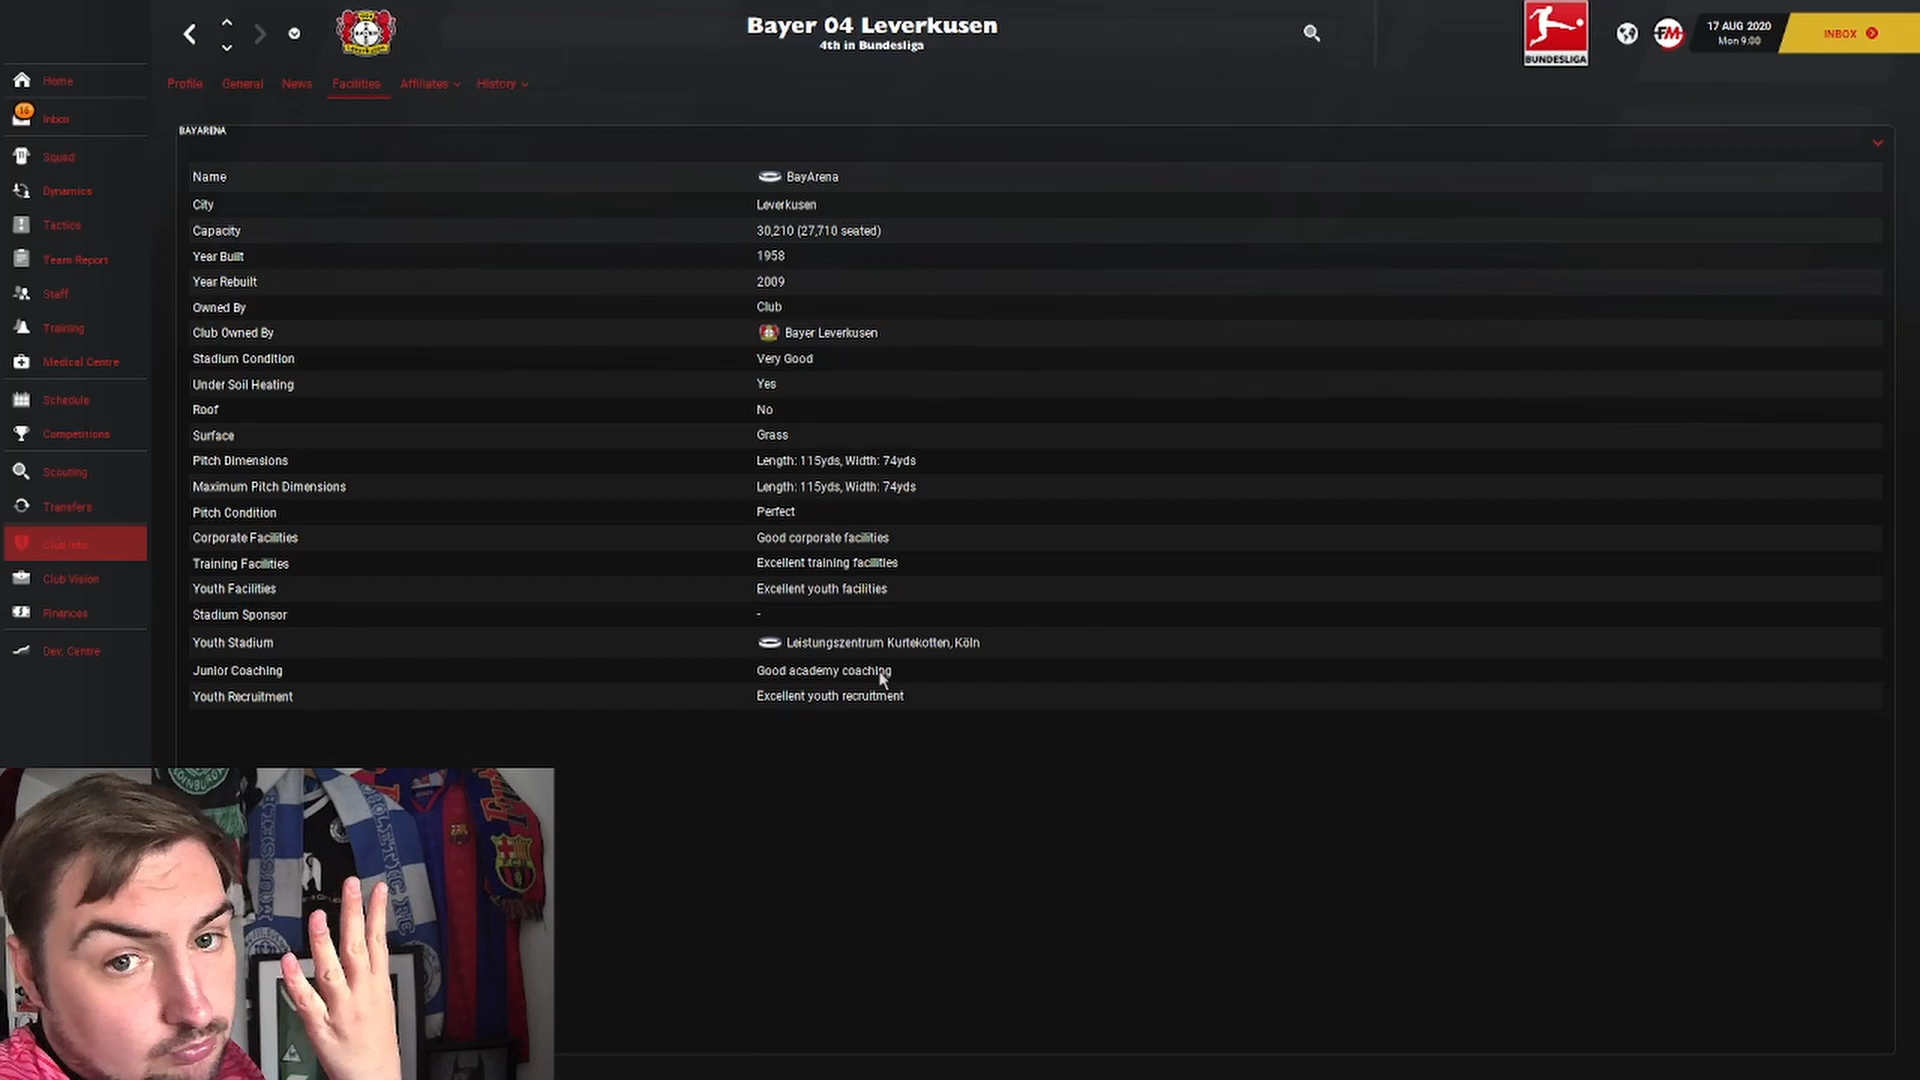 Bayer 04 Leverkusen
4th in Bundesliga
BUNDESLIGA
FM
17 AUG 2020
Mon 9:00
INBOX
Profile
General
News
Facilities
Affiliates
History
Home
16
Inbox
Squad
Dynamics
Tactics
Team Report
Staff
Training
Medical Centre
Schedule
Competitions
Scouting
Transfers
Club Info
Club Vision
Finances
Dev. Centre
BAYARENA
Name BayArena
City Leverkusen
Capacity 30,210 (27,710 seated)
Year Built 1958
Year Rebuilt 2009
Owned By Club
Club Owned By Bayer Leverkusen
Stadium Condition Very Good
Under Soil Heating Yes
Roof No
Surface Grass
Pitch Dimensions Length: 115yds, Width: 74yds
Maximum Pitch Dimensions Length: 115yds, Width: 74yds
Pitch Condition Perfect
Corporate Facilities Good corporate facilities
Training Facilities Excellent training facilities
Youth Facilities Excellent youth facilities
Stadium Sponsor -
Youth Stadium Leistungszentrum Kurtekotten, Köln
Junior Coaching Good academy coaching
Youth Recruitment Excellent youth recruitment